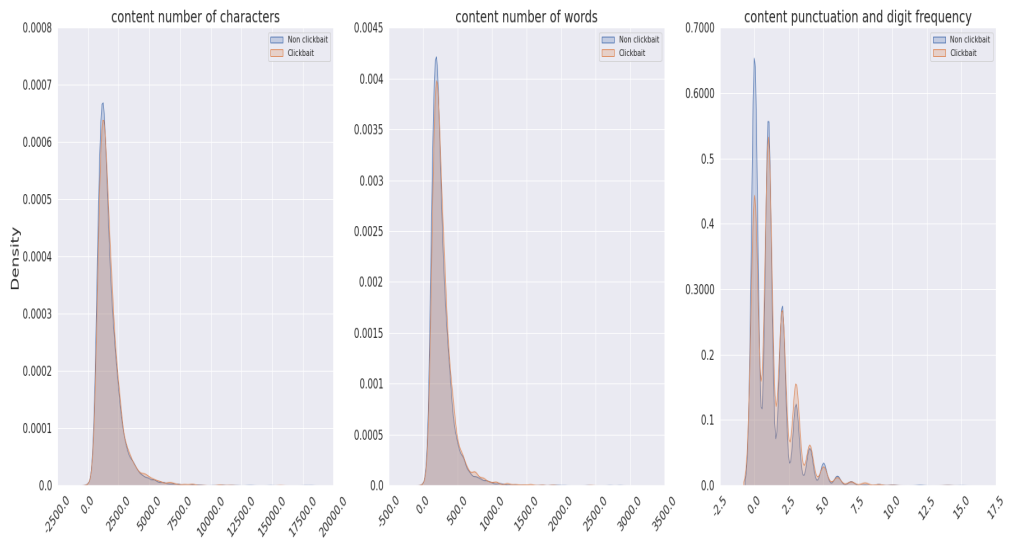 content number of characters
0.0008
0.0007
0.0006
0.0005
0.0004
0.0003
0.0002
0.0001
0.0
Density
-2500.0 0.0 2500.0 5000.0 7500.0 10000.0 12500.0 15000.0 17500.0 20000.0
Non clickbait
Clickbait
content number of words
0.0045
0.004
0.0035
0.003
0.0025
0.002
0.0015
0.001
0.0005
0.0
-500.0 0.0 500.0 1000.0 1500.0 2000.0 2500.0 3000.0 3500.0
Non clickbait
Clickbait
content punctuation and digit frequency
0.7000
0.6000
0.5
0.4
0.3000
0.2
0.1
0.0
-2.5 0.0 2.5 5.0 7.5 10.0 12.5 15.0 17.5
Non clickbait
Clickbait